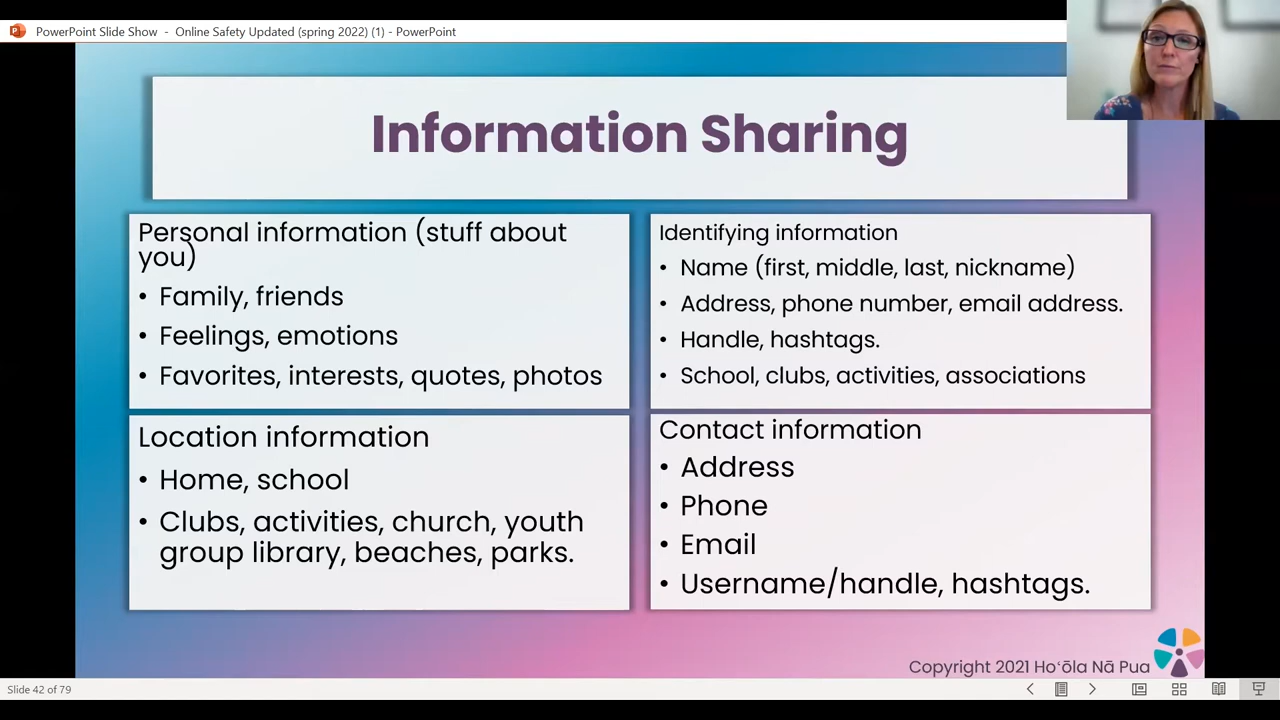 PowerPoint Slide Show - Online Safety Updated (spring 2022) (1) - PowerPoint
Information Sharing
Personal information (stuff about
you)
• Family, friends
• Feelings, emotions
• Favorites, interests, quotes, photos
Identifying information
• Name (first, middle, last, nickname)
• Address, phone number, email address.
• Handle, hashtags.
• School, clubs, activities, associations
Location information
• Home, school
• Clubs, activities, church, youth
group library, beaches, parks.
Contact information
• Address
• Phone
• Email
• Username/handle, hashtags.
Copyright 2021 Hoʻōla Nā Pua
Slide 42 of 79